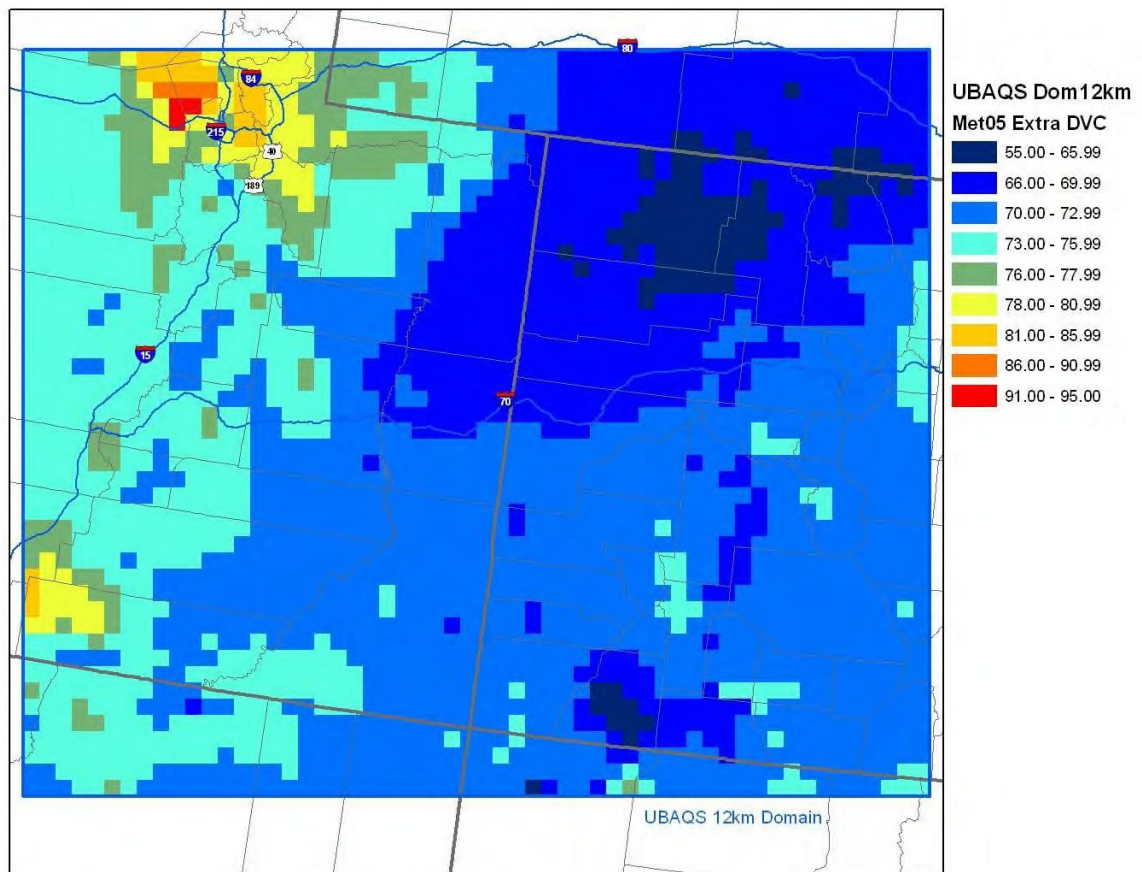 80
84
215
40
189
15
70
UBAQS 12km Domain
UBAQS Dom12km
Met05 Extra DVC
55.00 - 65.99
66.00 - 69.99
70.00 - 72.99
73.00 - 75.99
76.00 - 77.99
78.00 - 80.99
81.00 - 85.99
86.00 - 90.99
91.00 - 95.00